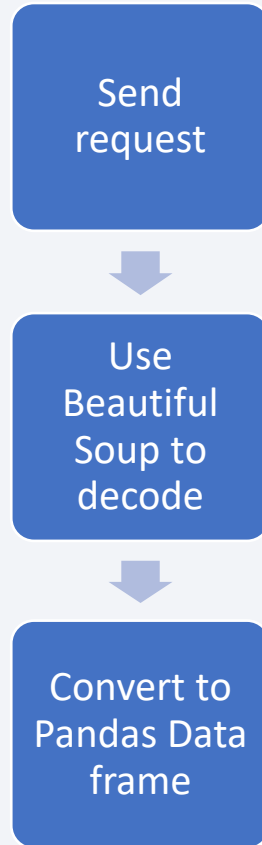 Send
request
Use
Beautiful
Soup to
decode
Convert to
Pandas Data
frame